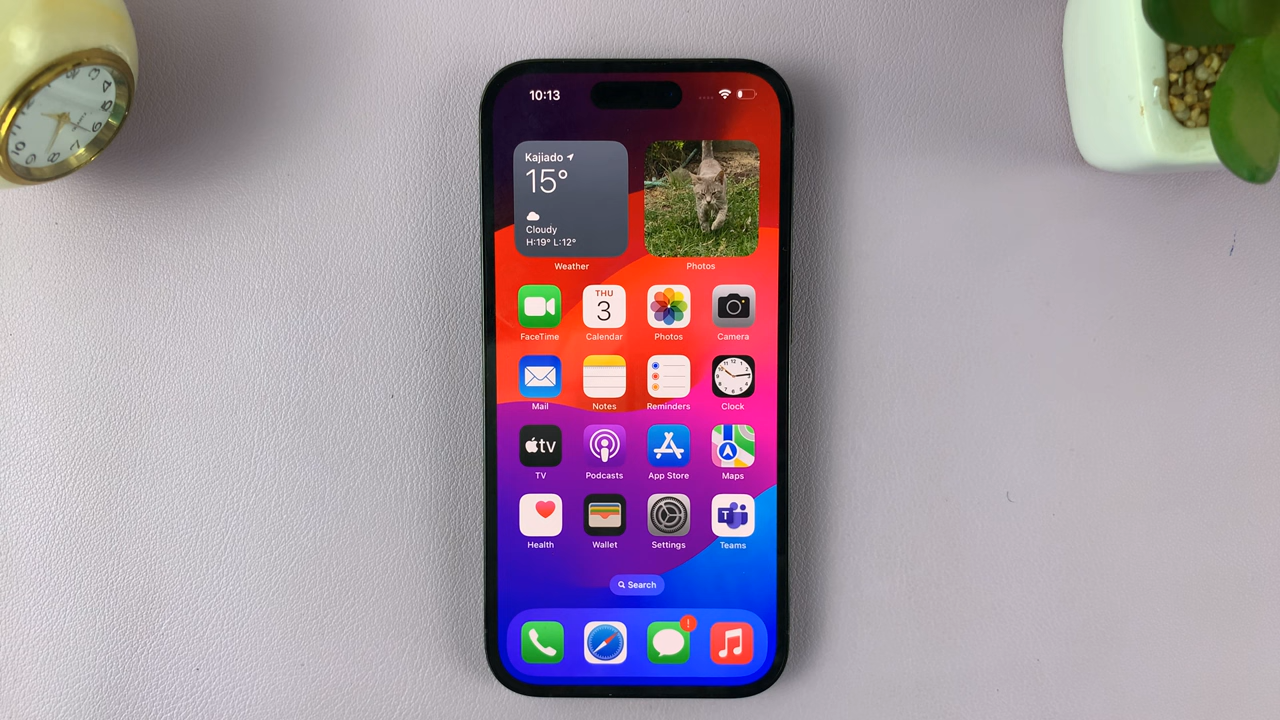 10:13
Kajiado
15°
Cloudy
H:19° L:12°
Weather
Photos
THU
3
FaceTime
Calendar
Photos
Camera
Mail
Notes
Reminders
Clock
tv
TV
Podcasts
App Store
Maps
T
Health
Wallet
Settings
Teams
Search
!